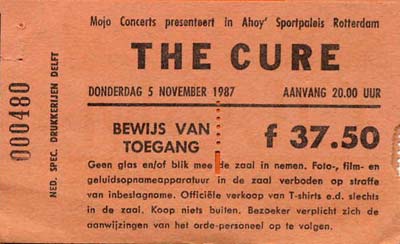 Mojo Concerts presenteert in Ahoy' Sportpaleis Rotterdam
THE CURE
DONDERDAG 5 NOVEMBER 1987 AANVANG 20.00 UUR
BEWIJS VAN
TOEGANG
f 37.50
Geen glas en/of blik mee de zaal in nemen. Foto-, film- en
geluidsopnameapparatuur in de zaal verboden op straffe
van inbeslagname. Officiële verkoop van T-shirts e.d. slechts
in de zaal. Koop niets buiten. Bezoeker verplicht zich de
aanwijzingen van het orde-personeel op te volgen.
000480
NED. SPEC. DRUKKERIJEN DELFT